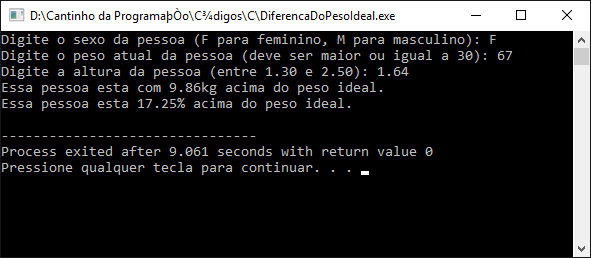 D:\Cantinho da ProgramaþÒo\C¾digos\C\DiferencaDoPesoIdeal.exe
Digite o sexo da pessoa (F para feminino, M para masculino): F
Digite o peso atual da pessoa (deve ser maior ou igual a 30): 67
Digite a altura da pessoa (entre 1.30 e 2.50): 1.64
Essa pessoa esta com 9.86kg acima do peso ideal.
Essa pessoa esta 17.25% acima do peso ideal.
--------------------------------
Process exited after 9.061 seconds with return value 0
Pressione qualquer tecla para continuar. . .